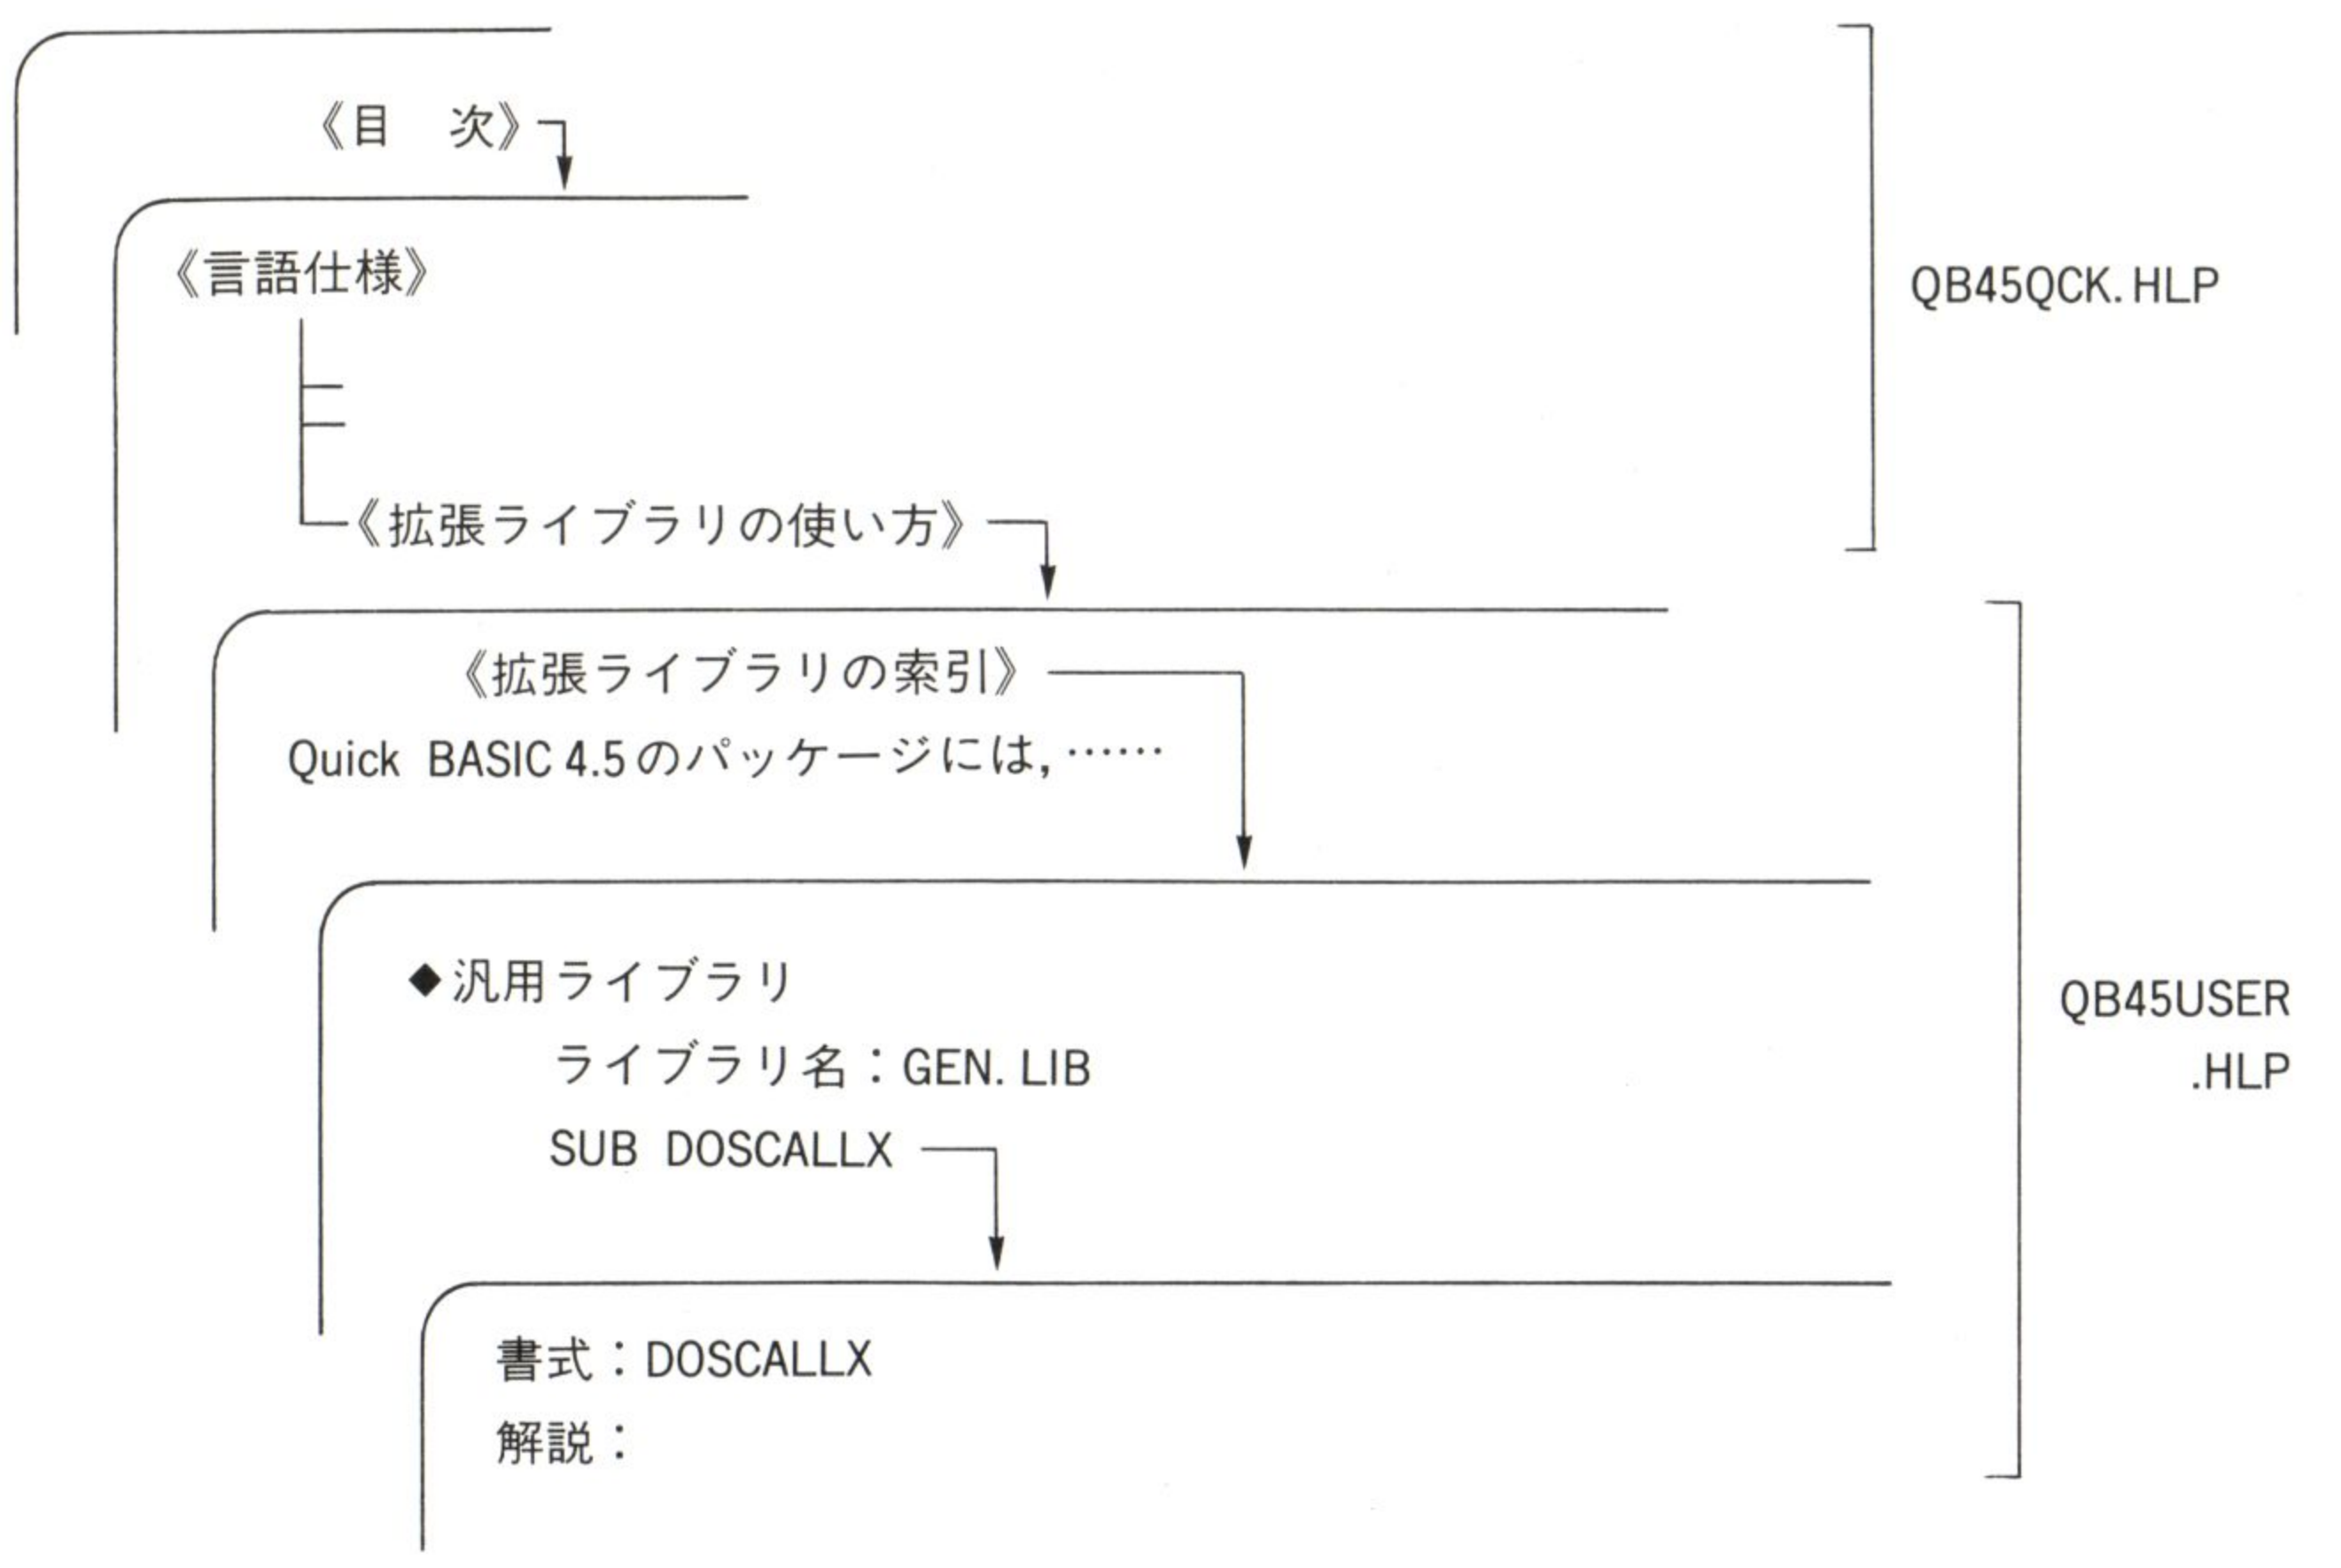 《目　次》
《言語仕様》
QB45QCK.HLP
《拡張ライブラリの使い方》
《拡張ライブラリの索引》
Quick BASIC 4.5のパッケージには,……
◆汎用ライブラリ
ライブラリ名：GEN.LIB
SUB DOSCALLX
QB45USER
.HLP
書式：DOSCALLX
解説：